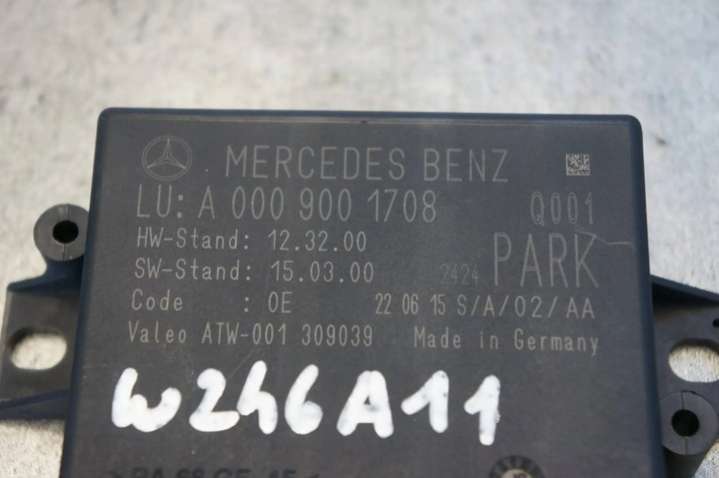 MERCEDES BENZ
LU: A 000 900 1708 Q001
HW-Stand: 12.32.00
SW-Stand: 15.03.00 2424 PARK
Code : 0E 22 06 15 S/A/02/AA
Valeo ATW-001 309039 Made in Germany
W246A11